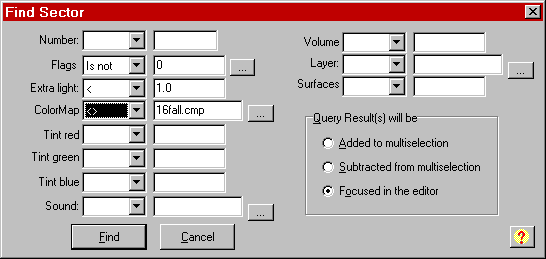 Find Sector
Number:
Flags Is not 0 ...
Extra light: < 1.0
ColorMap <> 16fall.cmp ...
Tint red
Tint green
Tint blue
Sound: ...
Volume
Layer: ...
Surfaces
Query Result(s) will be
Added to multiselection
Subtracted from multiselection
Focused in the editor
Find Cancel ?